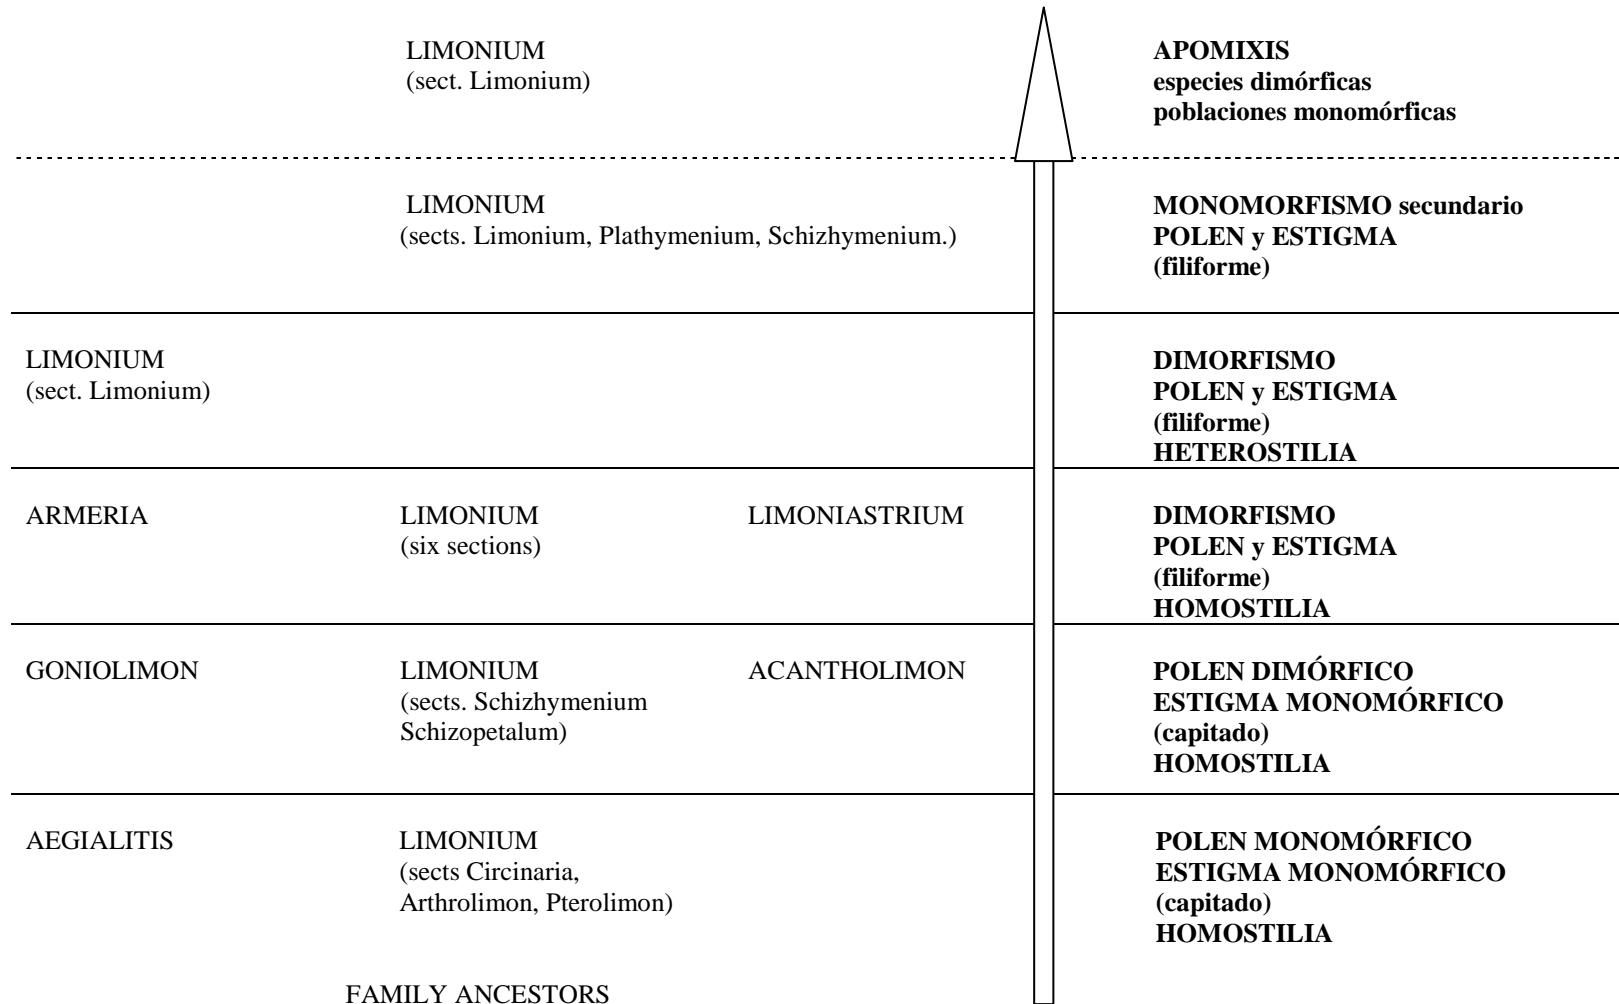 LIMONIUM
(sect. Limonium)
APOMIXIS
especies dimórficas
poblaciones monomórficas
LIMONIUM
(sects. Limonium, Plathymenium, Schizhymenium.)
MONOMORFISMO secundario
POLEN y ESTIGMA
(filiforme)
LIMONIUM
(sect. Limonium)
DIMORFISMO
POLEN y ESTIGMA
(filiforme)
HETEROSTILIA
ARMERIA
LIMONIUM
(six sections)
LIMONIASTRIUM
DIMORFISMO
POLEN y ESTIGMA
(filiforme)
HOMOSTILIA
GONIOLIMON
LIMONIUM
(sects. Schizhymenium
Schizopetalum)
ACANTHOLIMON
POLEN DIMÓRFICO
ESTIGMA MONOMÓRFICO
(capitado)
HOMOSTILIA
AEGIALITIS
LIMONIUM
(sects Circinaria,
Arthrolimon, Pterolimon)
POLEN MONOMÓRFICO
ESTIGMA MONOMÓRFICO
(capitado)
HOMOSTILIA
FAMILY ANCESTORS